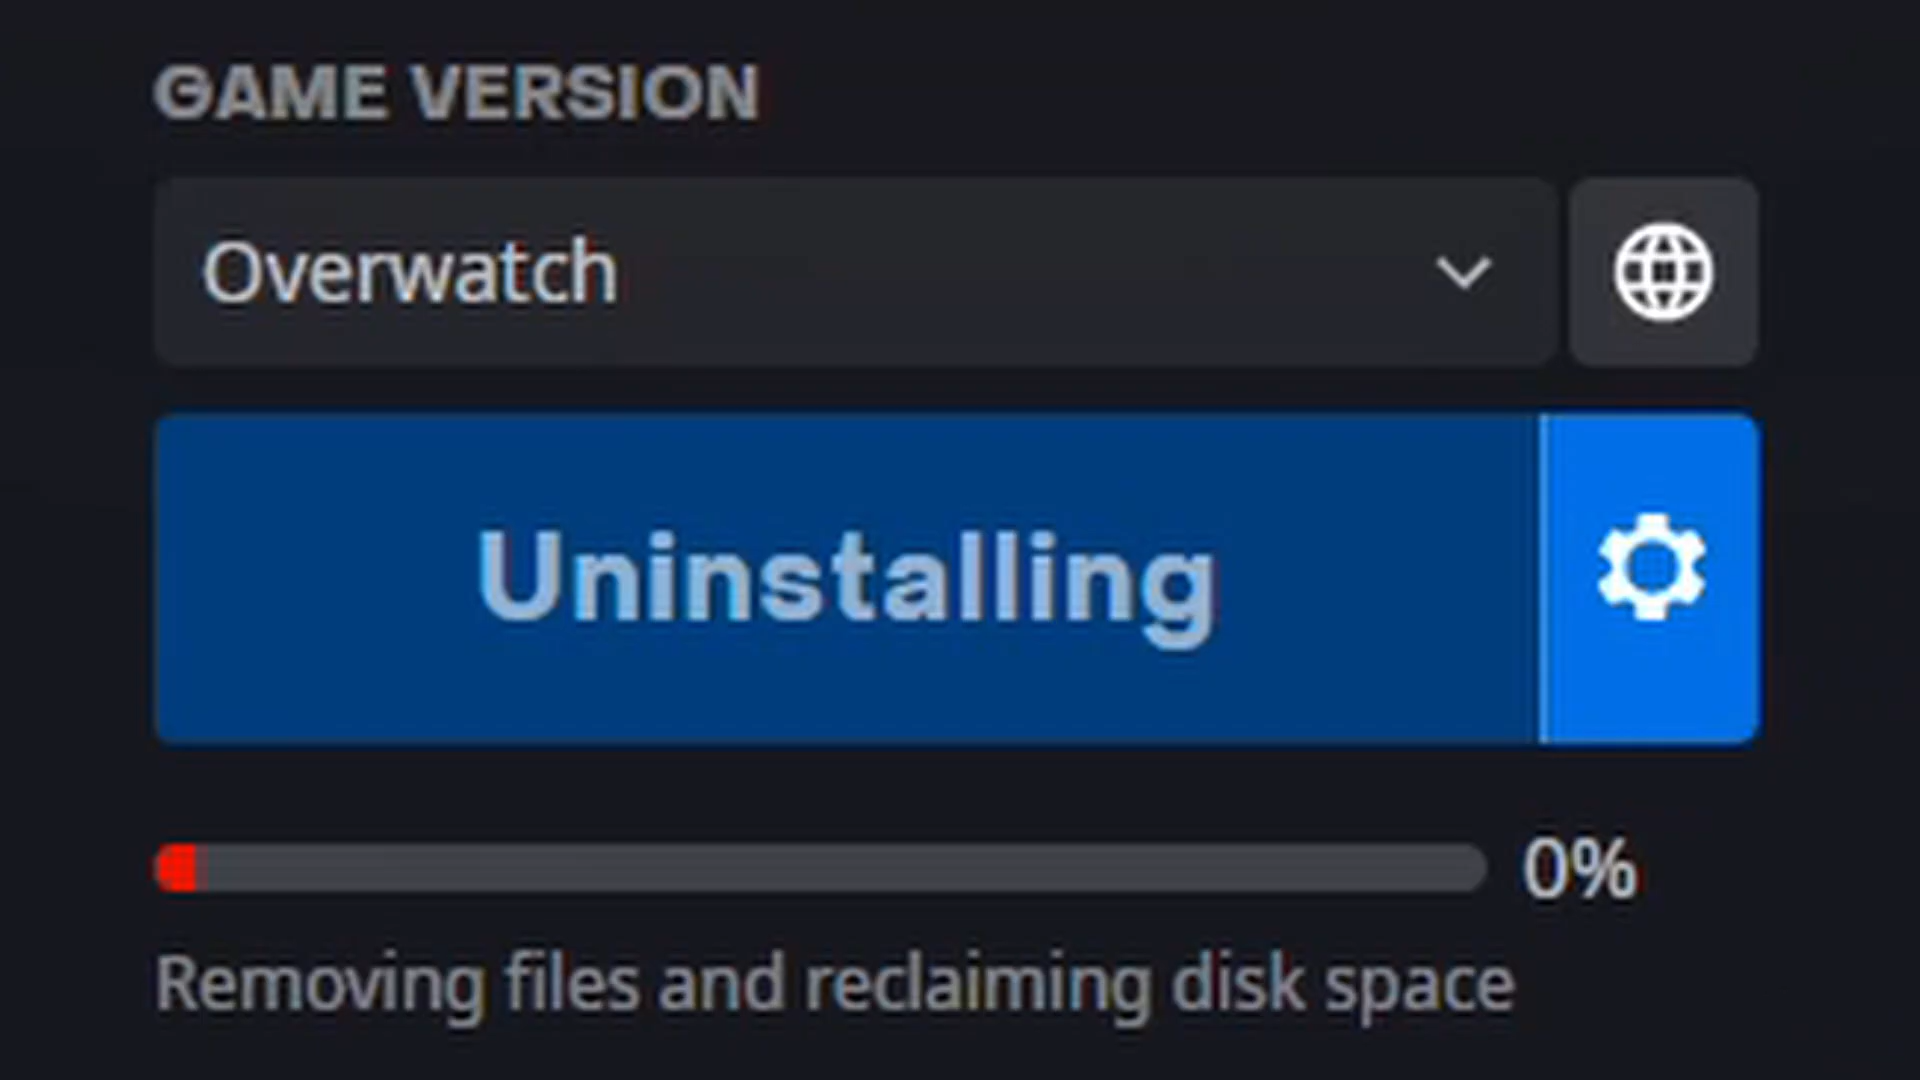 GAME VERSION
Overwatch
Uninstalling
0%
Removing files and reclaiming disk space